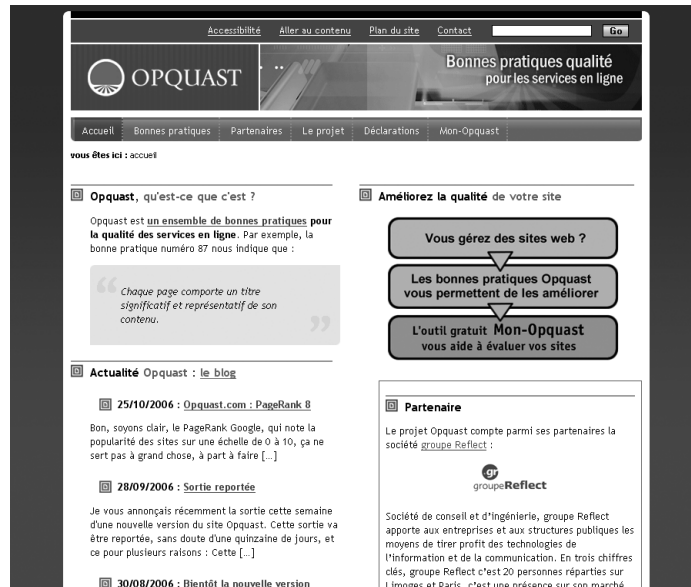 Accessibilité Aller au contenu Plan du site Contact Go
OPQUAST
Bonnes pratiques qualité
pour les services en ligne
Accueil Bonnes pratiques Partenaires Le projet Déclarations Mon-Opquast
vous êtes ici : accueil
Opquast, qu'est-ce que c'est ?
Opquast est un ensemble de bonnes pratiques pour
la qualité des services en ligne. Par exemple, la
bonne pratique numéro 87 nous indique que :
“ Chaque page comporte un titre
significatif et représentatif de son
contenu. ”
Actualité Opquast : le blog
25/10/2006 : Opquast.com : PageRank 8
Bon, soyons clair, le PageRank Google, qui note la
popularité des sites sur une échelle de 0 à 10, ça ne
sert pas à grand chose, à part à faire [...]
28/09/2006 : Sortie reportée
Je vous annonçais récemment la sortie cette semaine
d'une nouvelle version du site Opquast. Cette sortie va
être reportée, sans doute d'une quinzaine de jours, et
ce pour plusieurs raisons : Cette [...]
30/08/2006 : Bientôt la nouvelle version
Améliorez la qualité de votre site
Vous gérez des sites web ?
Les bonnes pratiques Opquast
vous permettent de les améliorer
L'outil gratuit Mon-Opquast
vous aide à évaluer vos sites
Partenaire
Le projet Opquast compte parmi ses partenaires la
société groupe Reflect :
gr
groupeReflect
Société de conseil et d'ingénierie, groupe Reflect
apporte aux entreprises et aux structures publiques les
moyens de tirer profit des technologies de
l'information et de la communication. En trois chiffres
clés, groupe Reflect c'est 20 personnes réparties sur
Limoges et Paris, c'est une présence sur son marché